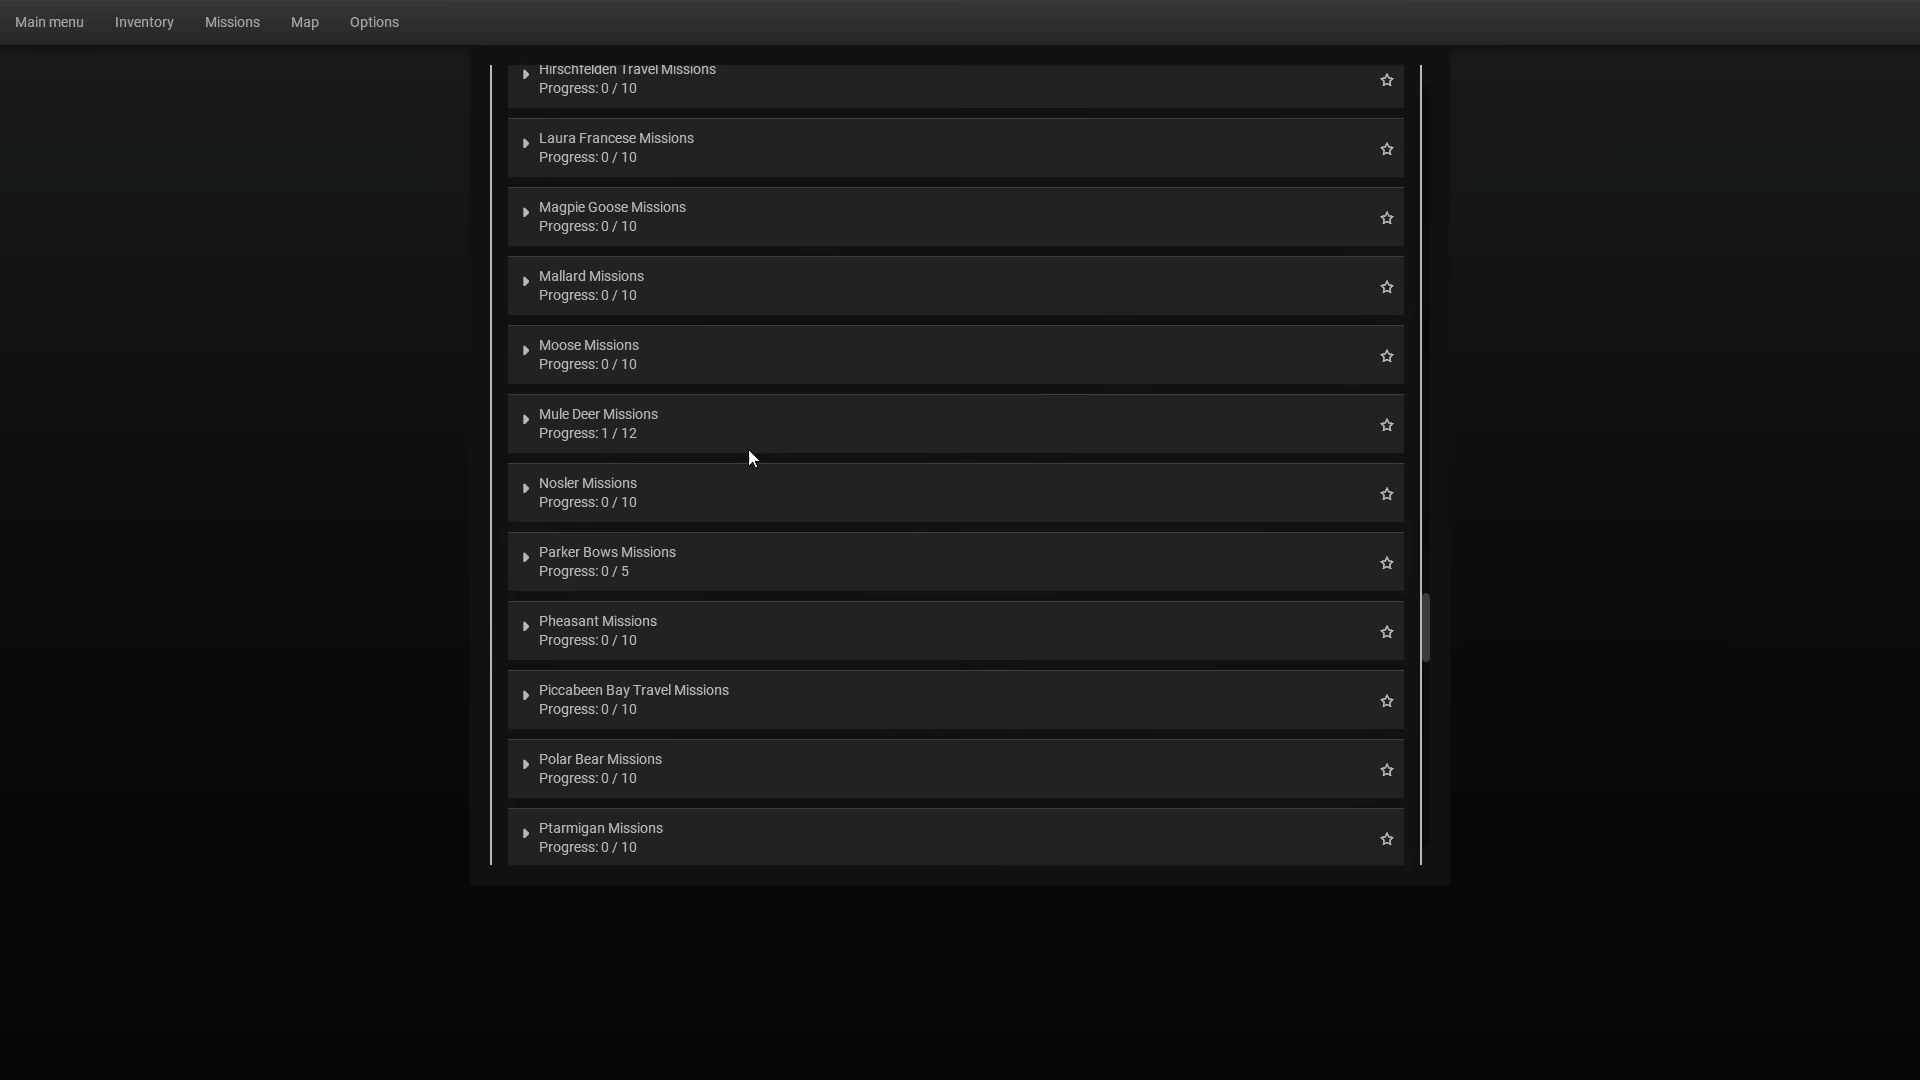 Main menu Inventory Missions Map Options
Hirschfelden Travel Missions
Progress: 0 / 10
Laura Francese Missions
Progress: 0 / 10
Magpie Goose Missions
Progress: 0 / 10
Mallard Missions
Progress: 0 / 10
Moose Missions
Progress: 0 / 10
Mule Deer Missions
Progress: 1 / 12
Nosler Missions
Progress: 0 / 10
Parker Bows Missions
Progress: 0 / 5
Pheasant Missions
Progress: 0 / 10
Piccabeen Bay Travel Missions
Progress: 0 / 10
Polar Bear Missions
Progress: 0 / 10
Ptarmigan Missions
Progress: 0 / 10